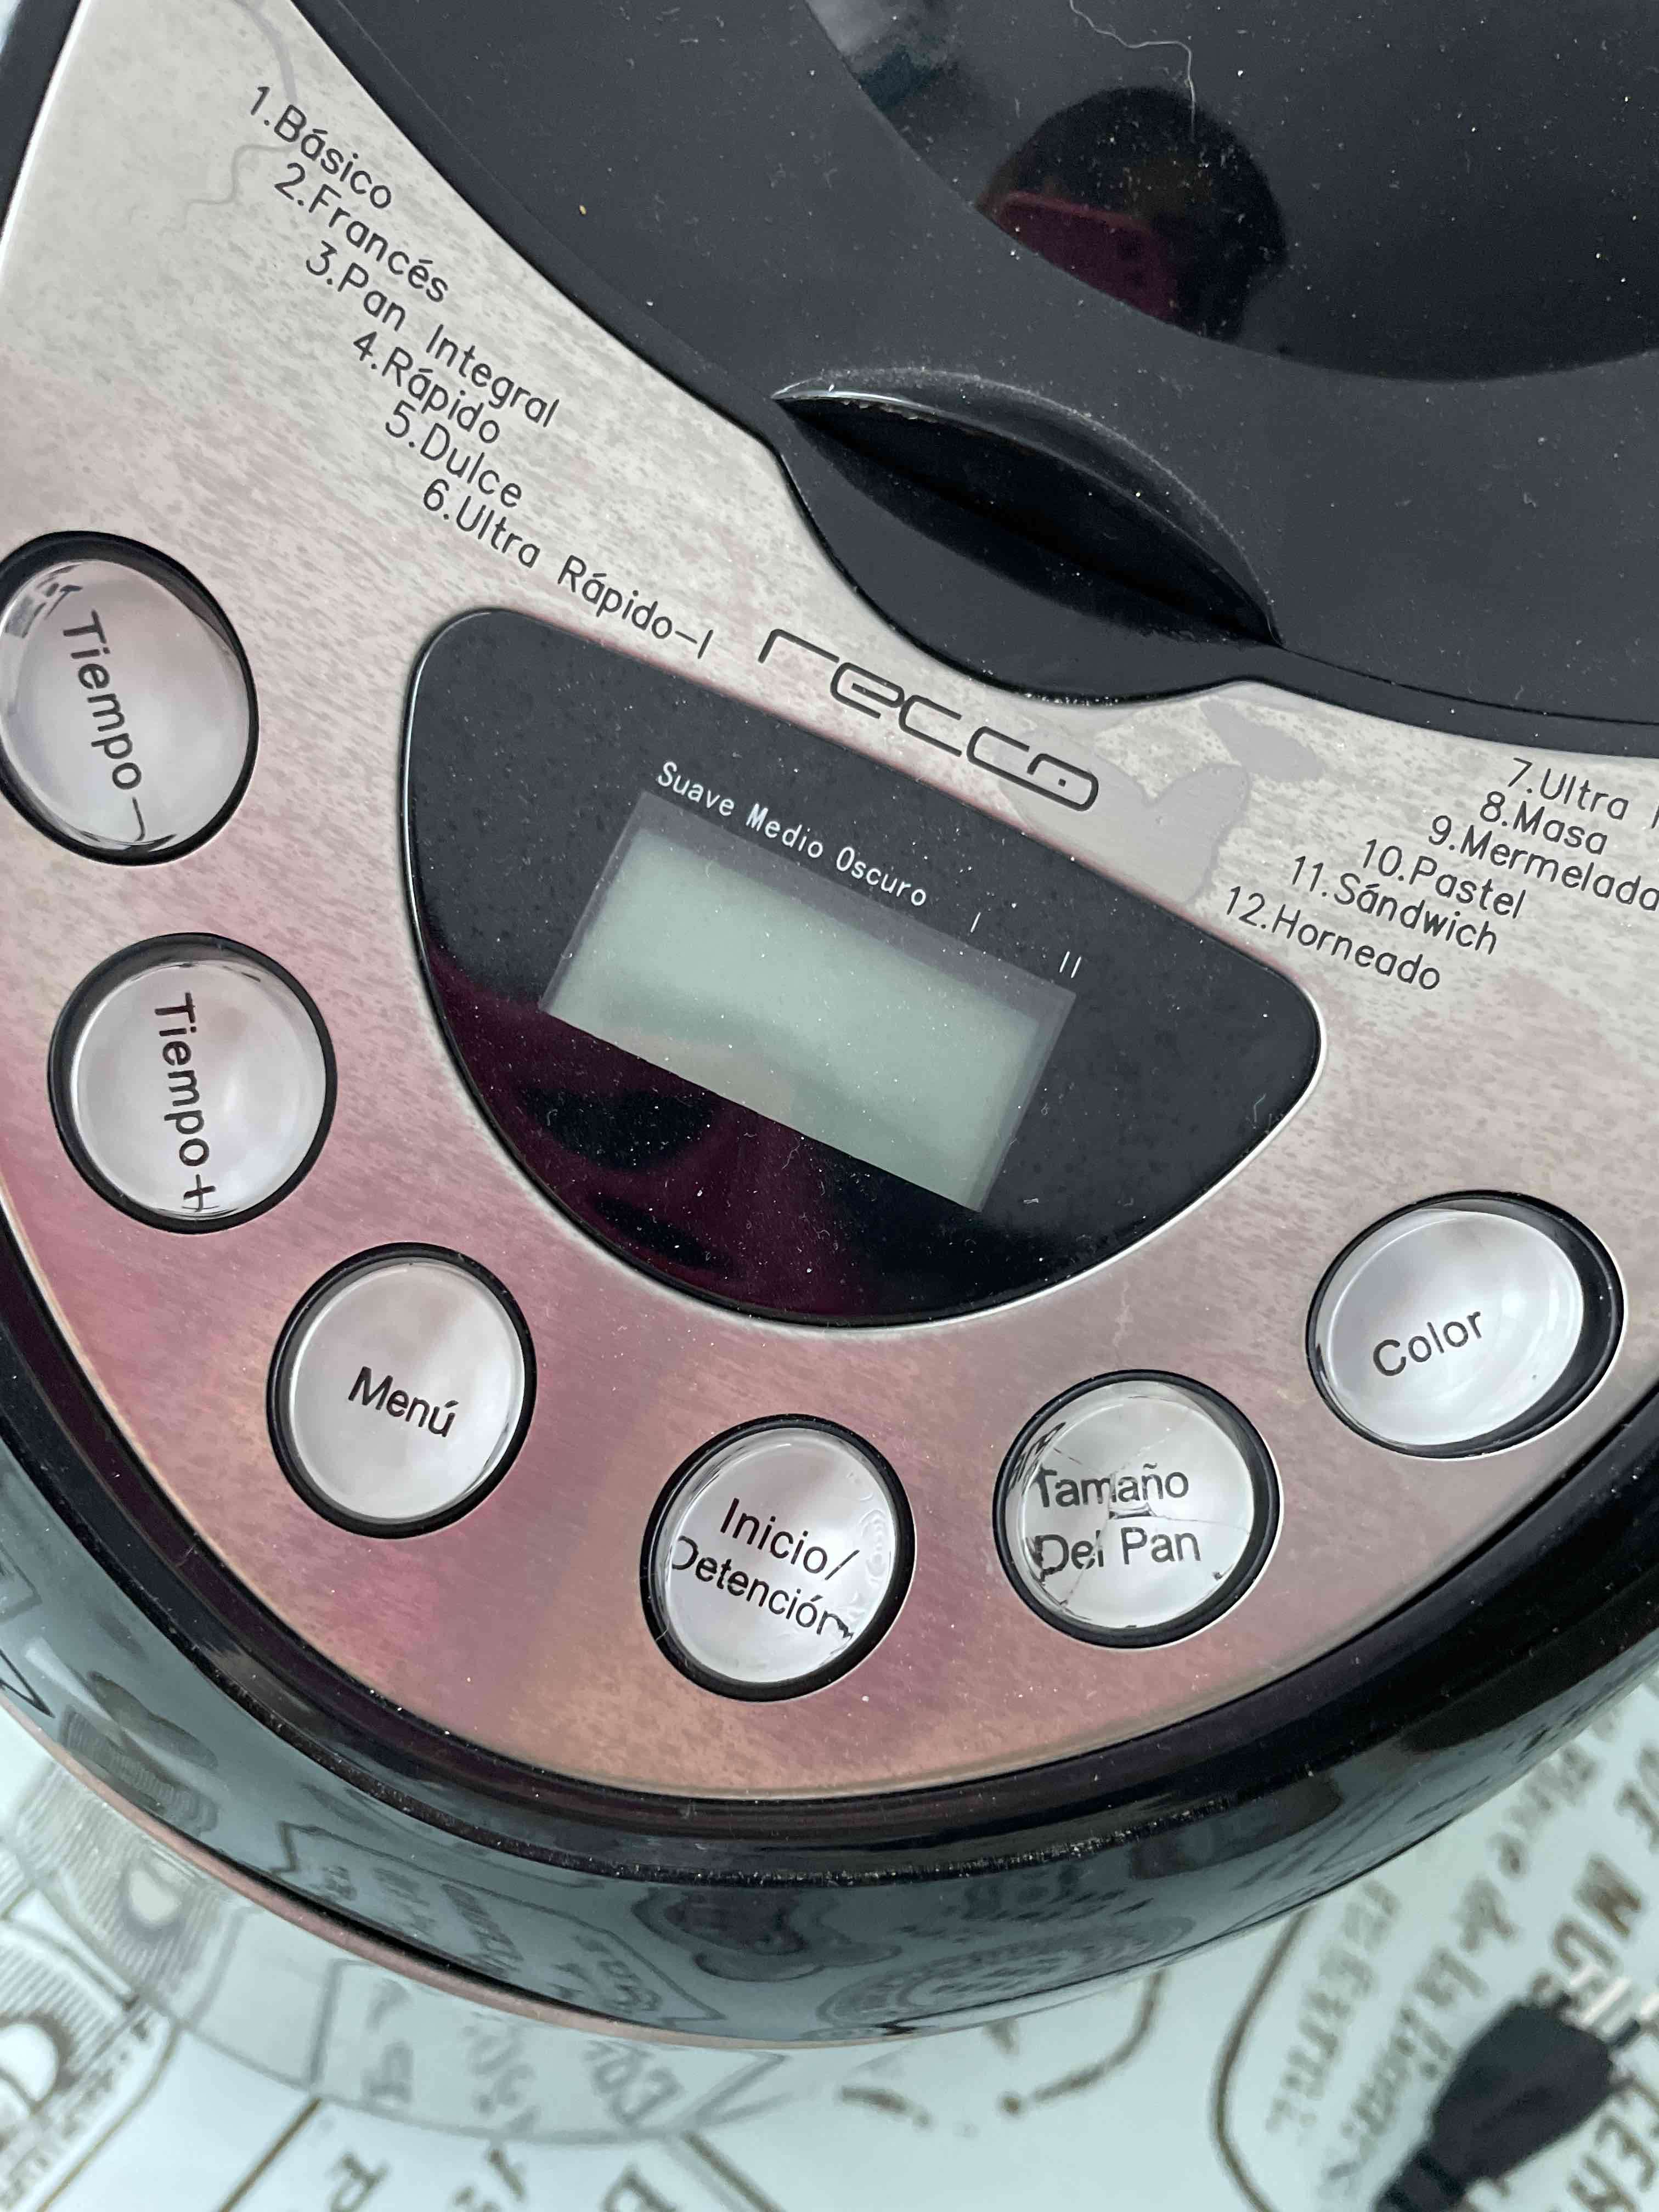 1.Básico
2.Francés
3.Pan Integral
4.Rápido
5.Dulce
6.Ultra Rápido-I
recco
7.Ultra
8.Masa
9.Mermelada
10.Pastel
11.Sándwich
12.Horneado
Suave Medio Oscuro I II
Tiempo-
Tiempo+
Menú
Inicio/
Detención
Tamaño
Del Pan
Color